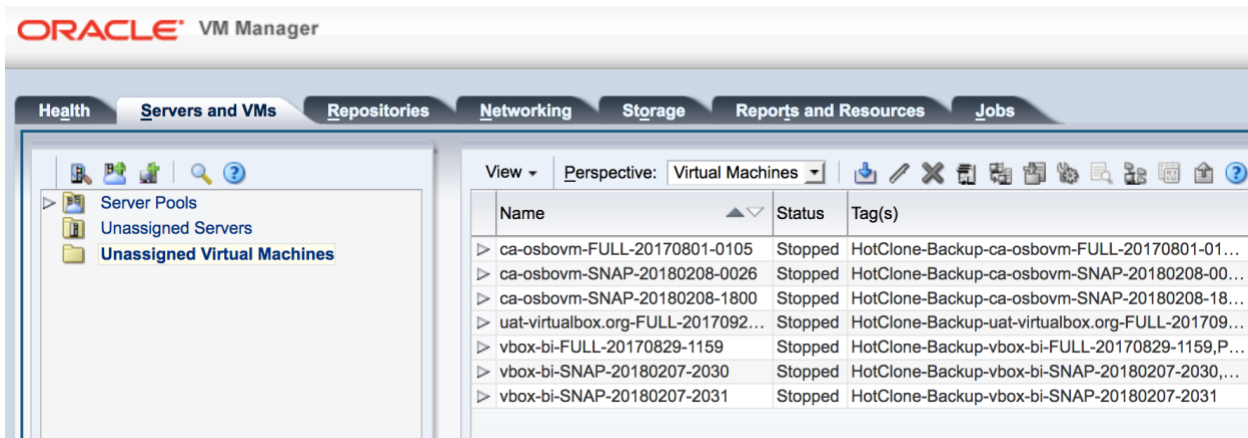 ORACLE VM Manager
Health Servers and VMs Repositories Networking Storage Reports and Resources Jobs
View Perspective: Virtual Machines
Server Pools
Unassigned Servers
Unassigned Virtual Machines
Name Status Tag(s)
ca-osbovm-FULL-20170801-0105 Stopped HotClone-Backup-ca-osbovm-FULL-20170801-01...
ca-osbovm-SNAP-20180208-0026 Stopped HotClone-Backup-ca-osbovm-SNAP-20180208-00...
ca-osbovm-SNAP-20180208-1800 Stopped HotClone-Backup-ca-osbovm-SNAP-20180208-18...
uat-virtualbox.org-FULL-2017092... Stopped HotClone-Backup-uat-virtualbox.org-FULL-201709...
vbox-bi-FULL-20170829-1159 Stopped HotClone-Backup-vbox-bi-FULL-20170829-1159,P...
vbox-bi-SNAP-20180207-2030 Stopped HotClone-Backup-vbox-bi-SNAP-20180207-2030,...
vbox-bi-SNAP-20180207-2031 Stopped HotClone-Backup-vbox-bi-SNAP-20180207-2031